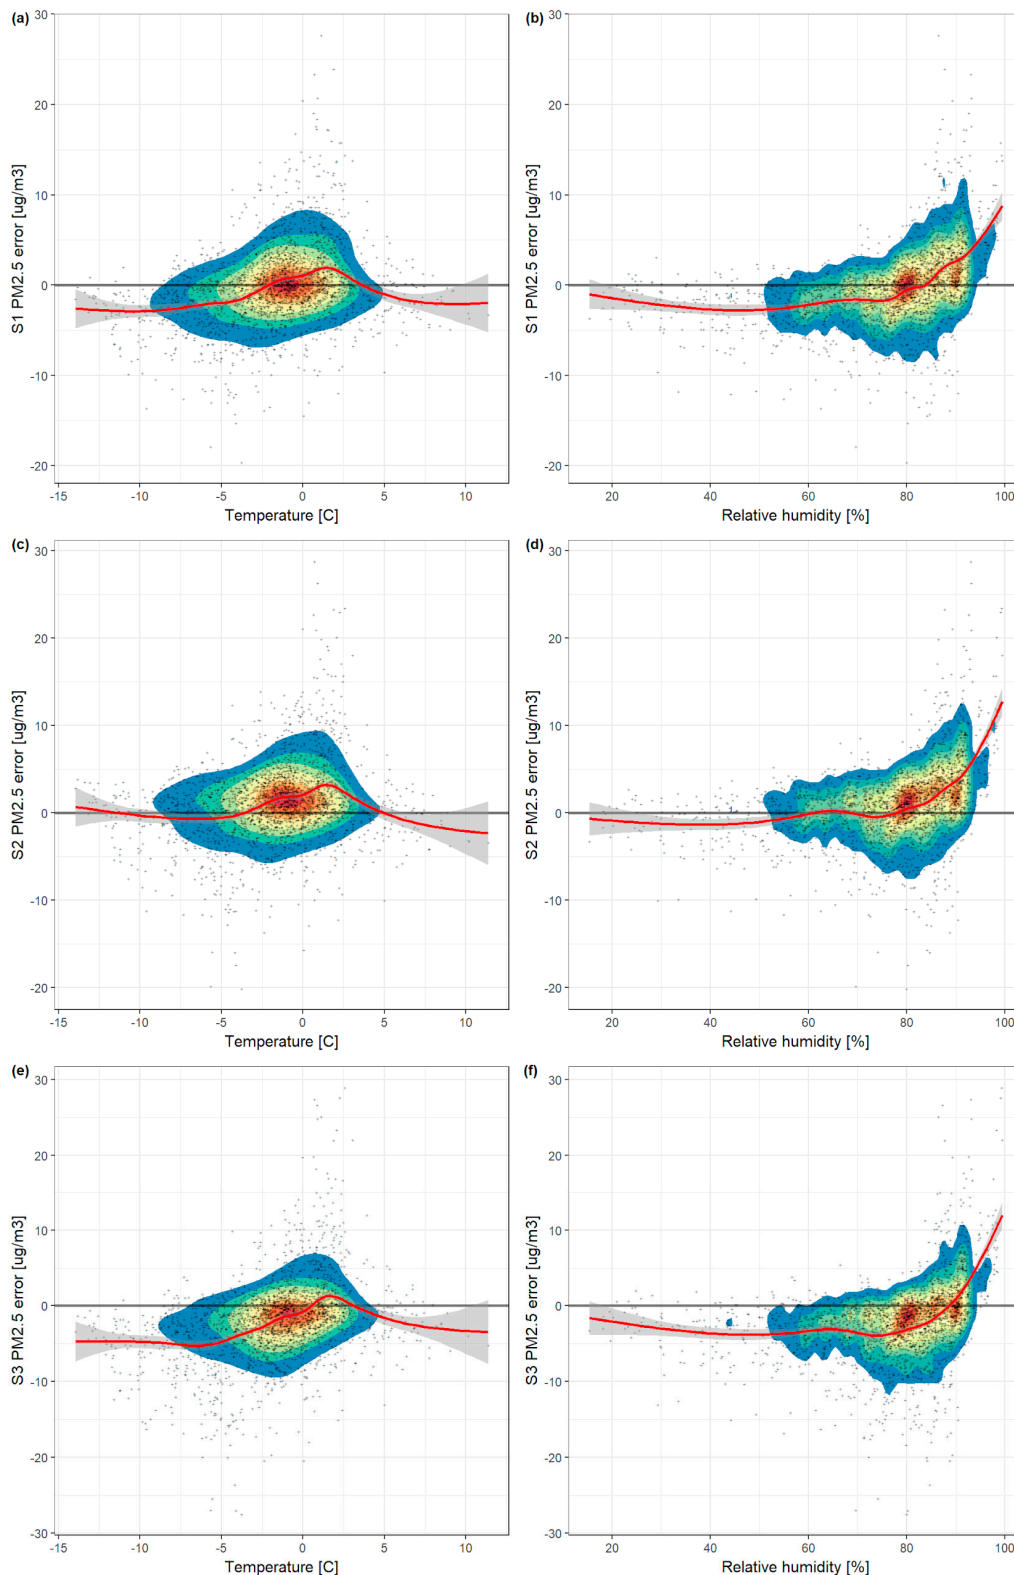 (a)
30
20
10
0
-10
-20
S1 PM2.5 error [ug/m3]
-15 -10 -5 0 5 10
Temperature [C]
(b)
30
20
10
0
-10
-20
S1 PM2.5 error [ug/m3]
20 40 60 80 100
Relative humidity [%]
(c)
30
20
10
0
-10
-20
S2 PM2.5 error [ug/m3]
-15 -10 -5 0 5 10
Temperature [C]
(d)
30
20
10
0
-10
-20
S2 PM2.5 error [ug/m3]
20 40 60 80 100
Relative humidity [%]
(e)
30
20
10
0
-10
-20
-30
S3 PM2.5 error [ug/m3]
-15 -10 -5 0 5 10
Temperature [C]
(f)
30
20
10
0
-10
-20
-30
S3 PM2.5 error [ug/m3]
20 40 60 80 100
Relative humidity [%]